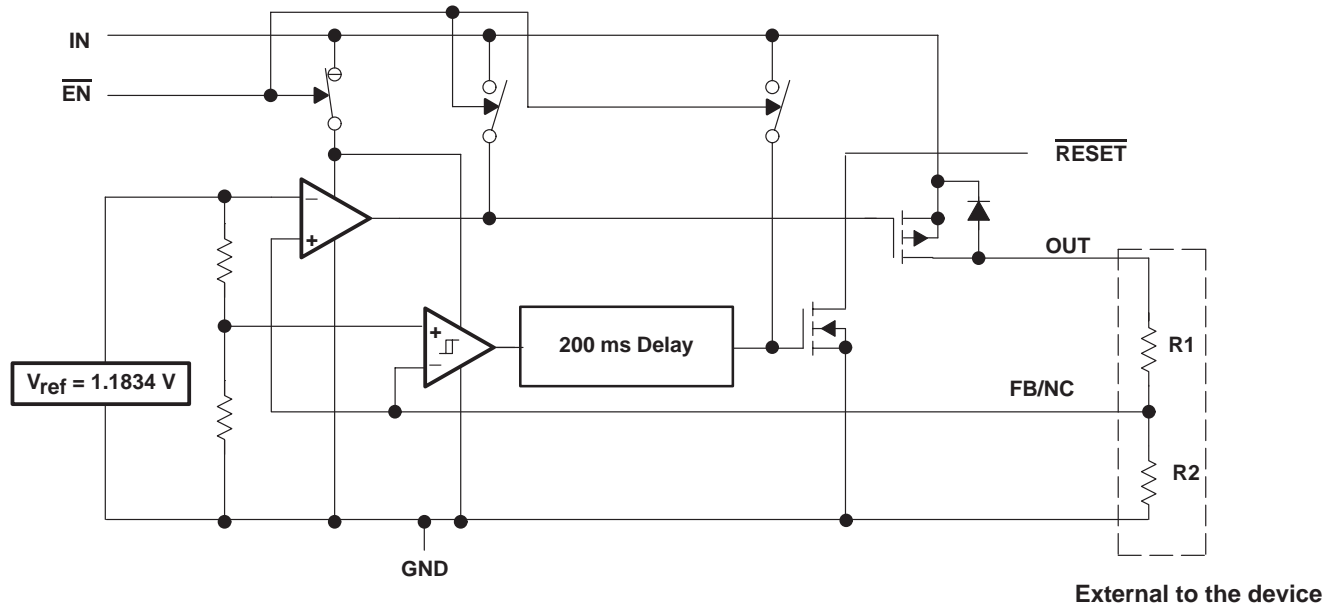 IN
EN
RESET
OUT
−
+
+
−
200 ms Delay
R1
Vref = 1.1834 V
FB/NC
R2
GND
External to the device